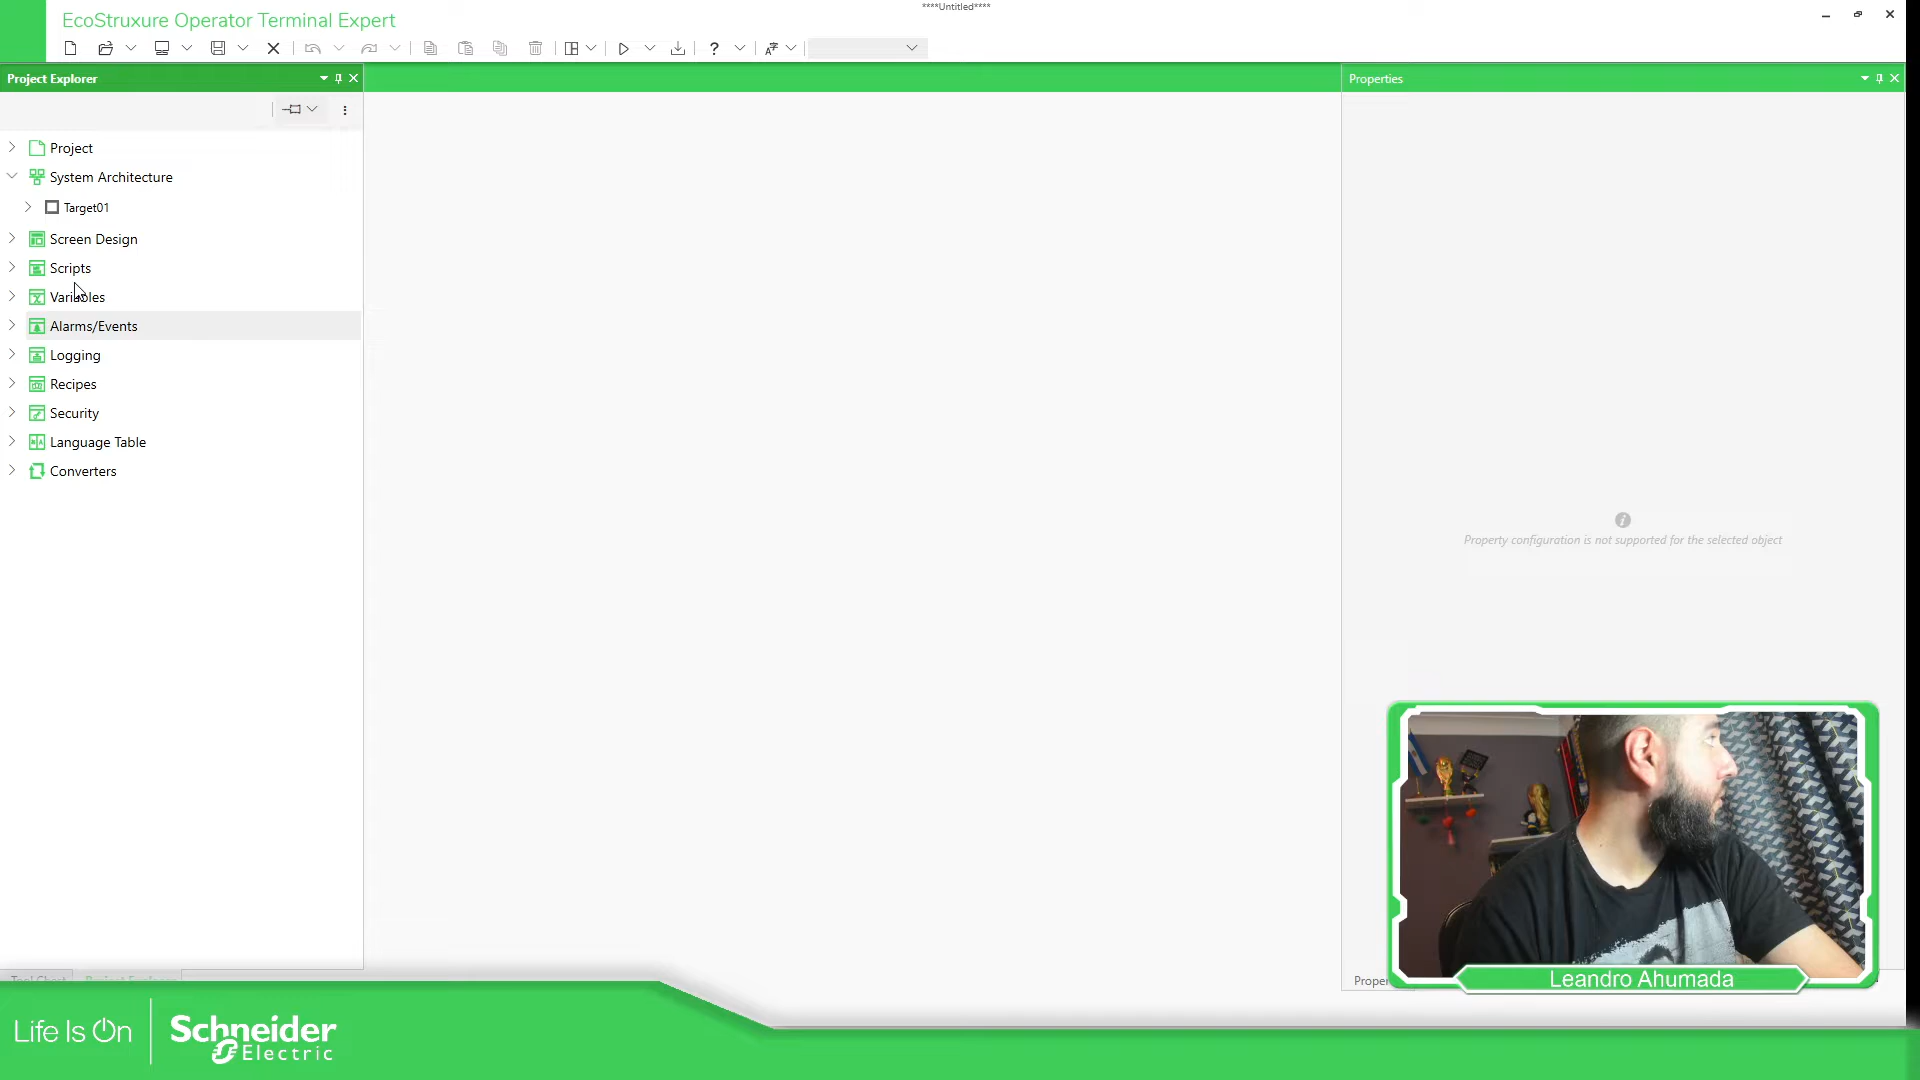 ****Untitled****
EcoStruxure Operator Terminal Expert
Project Explorer
Properties
Project
System Architecture
Target01
Screen Design
Scripts
Variables
Alarms/Events
Logging
Recipes
Security
Language Table
Converters
Property configuration is not supported for the selected object
Leandro Ahumada
Life Is On
Schneider
Electric